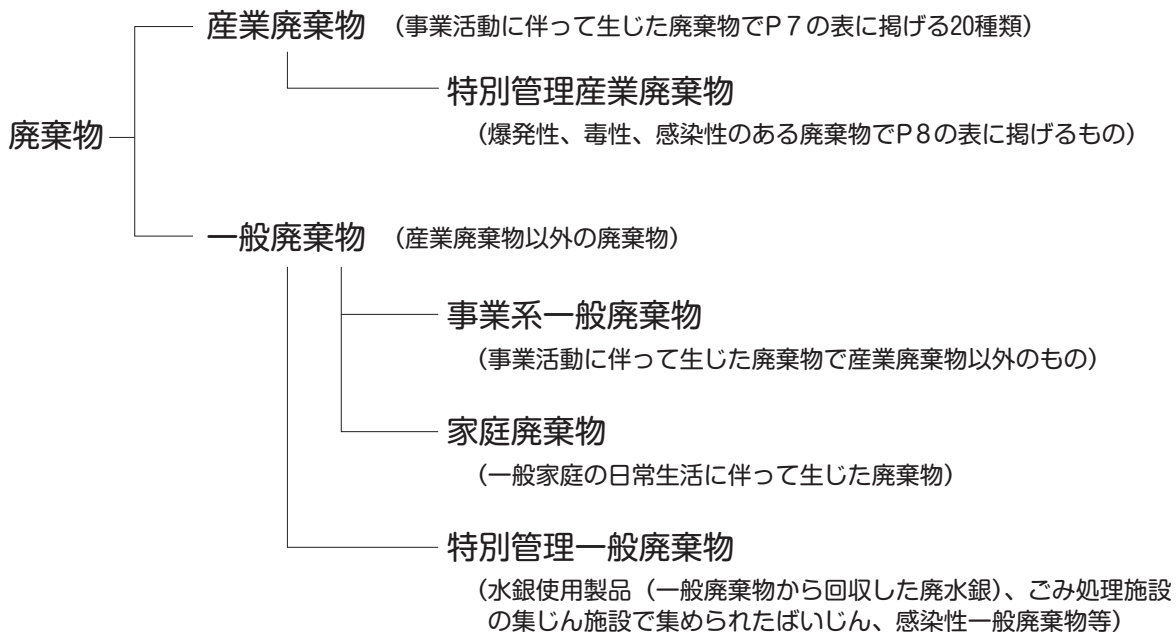 産業廃棄物 （事業活動に伴って生じた廃棄物でP７の表に掲げる20種類）
特別管理産業廃棄物
（爆発性、毒性、感染性のある廃棄物でP８の表に掲げるもの）
廃棄物
一般廃棄物 （産業廃棄物以外の廃棄物）
事業系一般廃棄物
（事業活動に伴って生じた廃棄物で産業廃棄物以外のもの）
家庭廃棄物
（一般家庭の日常生活に伴って生じた廃棄物）
特別管理一般廃棄物
（水銀使用製品（一般廃棄物から回収した廃水銀）、ごみ処理施設
の集じん施設で集められたばいじん、感染性一般廃棄物等）